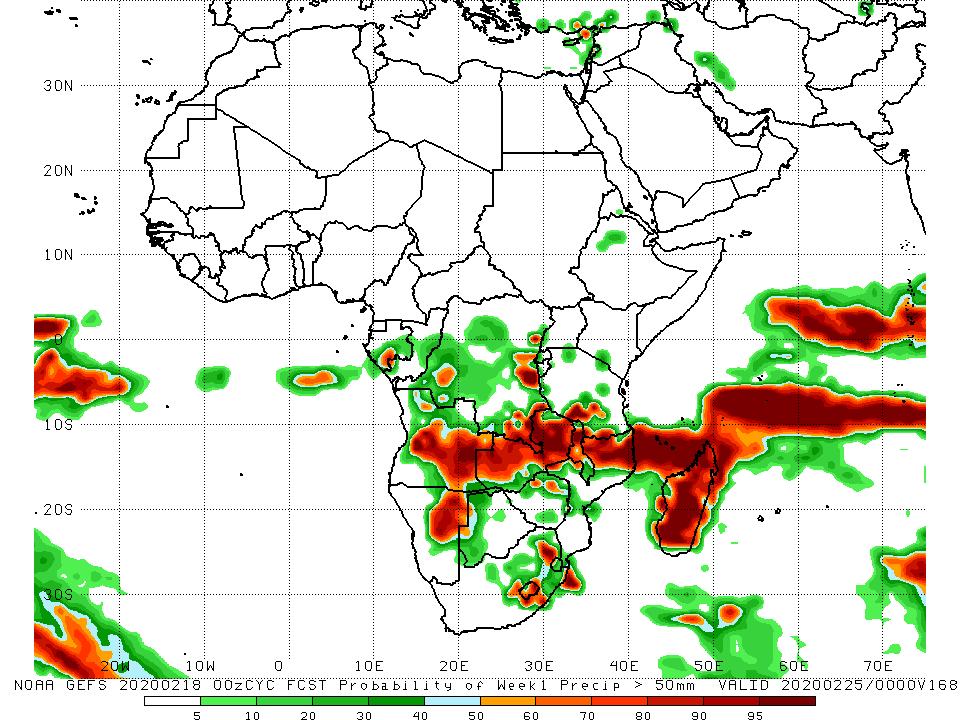 30N
20N
10N
0
10S
20S
30S
20W 10W 0 10E 20E 30E 40E 50E 60E 70E
NOAA GEFS 20200218 00zCYC FCST Probability of Week1 Precip > 50mm VALID 20200225/0000V168
5 10 20 30 40 50 60 70 80 90 95